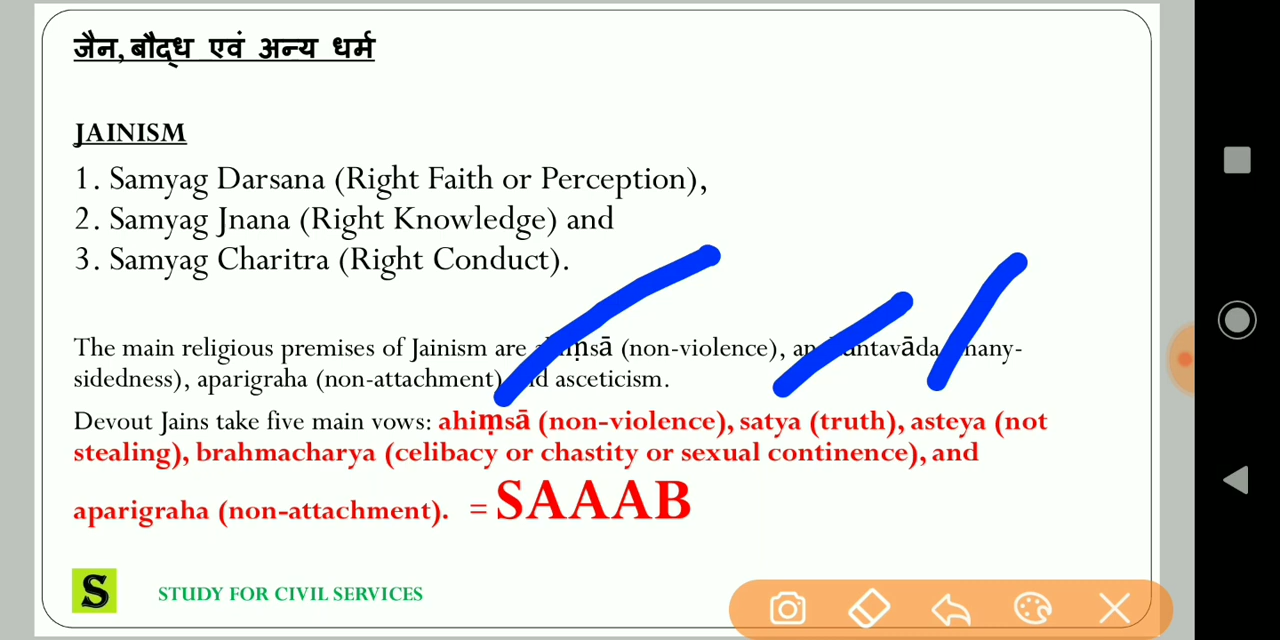 जैन, बौद्ध एवं अन्य धर्म
JAINISM
1. Samyag Darsana (Right Faith or Perception),
2. Samyag Jnana (Right Knowledge) and
3. Samyag Charitra (Right Conduct).
The main religious premises of Jainism are (non-violence),
sidedness), aparigraha (non-attachment) asceticism.
Devout Jains take five main vows: ahiṃsā (non-violence), satya (truth), asteya (not
stealing), brahmacharya (celibacy or chastity or sexual continence), and
aparigraha (non-attachment). = SAAAB
S STUDY FOR CIVIL SERVICES